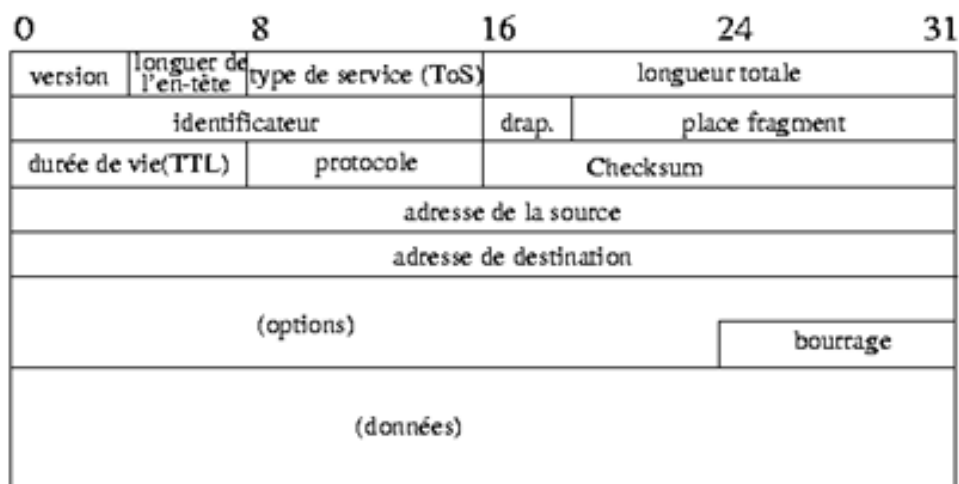 0 8 16 24 31
version longuer de l'en-tête type de service (ToS) longueur totale
identificateur drap. place fragment
durée de vie(TTL) protocole Checksum
adresse de la source
adresse de destination
(options)
bourrage
(données)